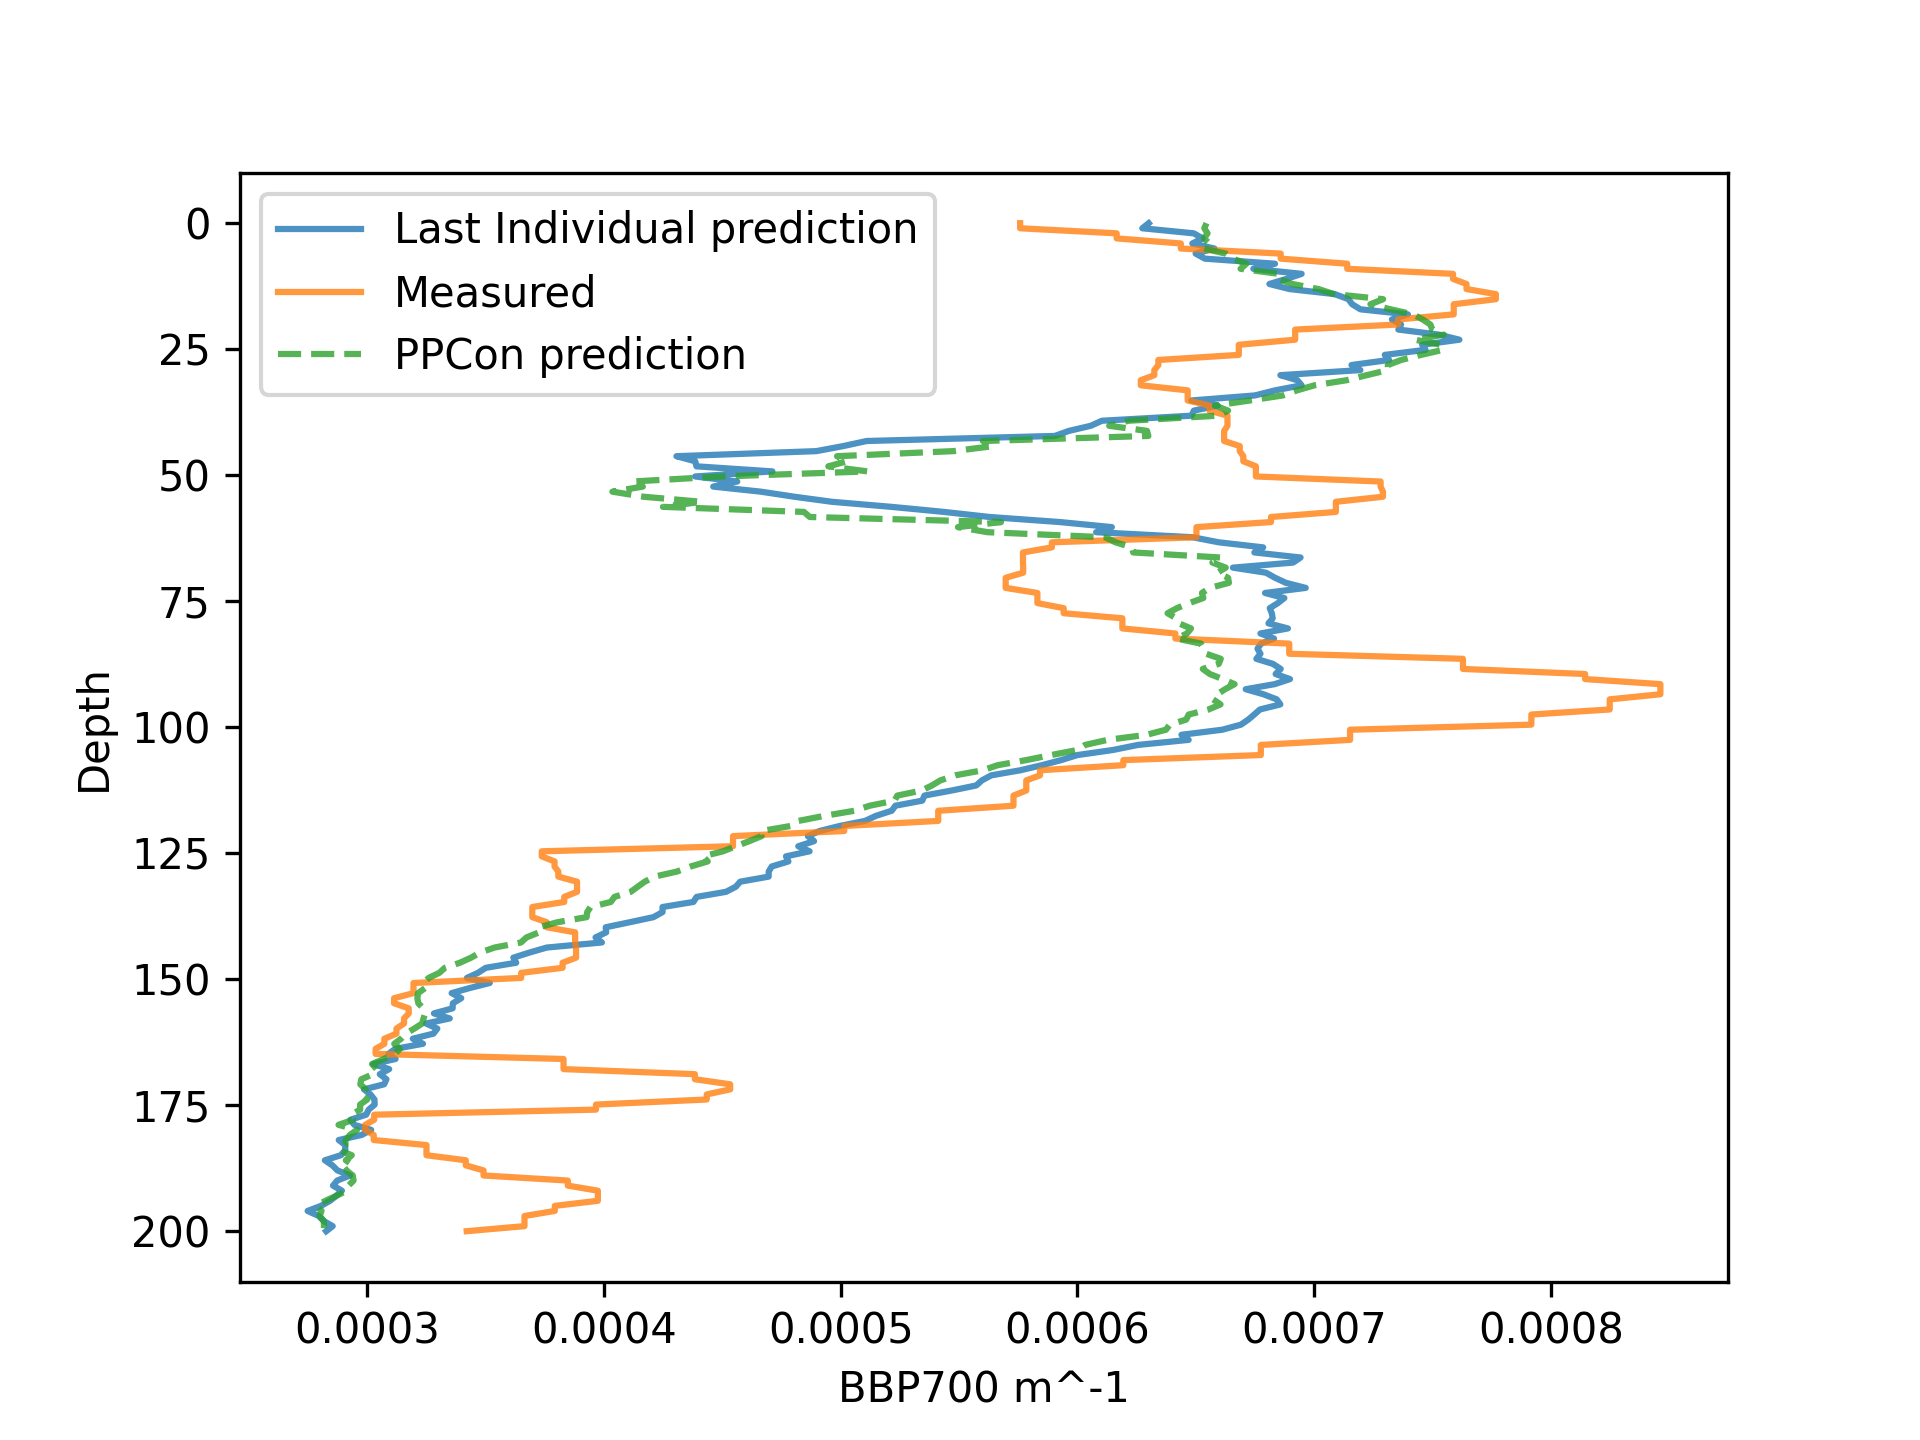 Last Individual prediction
Measured
PPCon prediction
0
25
50
75
100
125
150
175
200
Depth
0.0003 0.0004 0.0005 0.0006 0.0007 0.0008
BBP700 m^-1